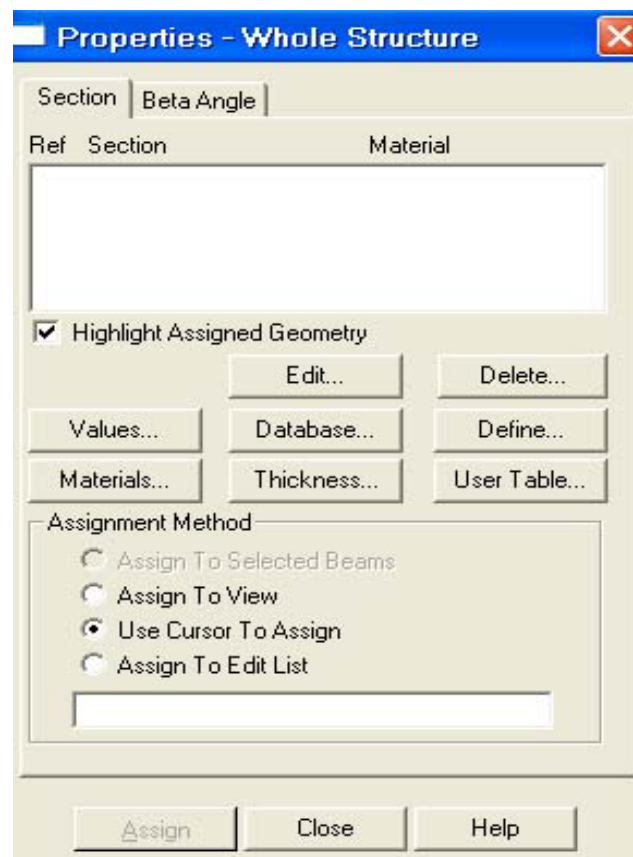 Properties - Whole Structure
Section Beta Angle
Ref Section Material
Highlight Assigned Geometry
Edit... Delete...
Values... Database... Define...
Materials... Thickness... User Table...
Assignment Method
Assign To Selected Beams
Assign To View
Use Cursor To Assign
Assign To Edit List
Assign Close Help